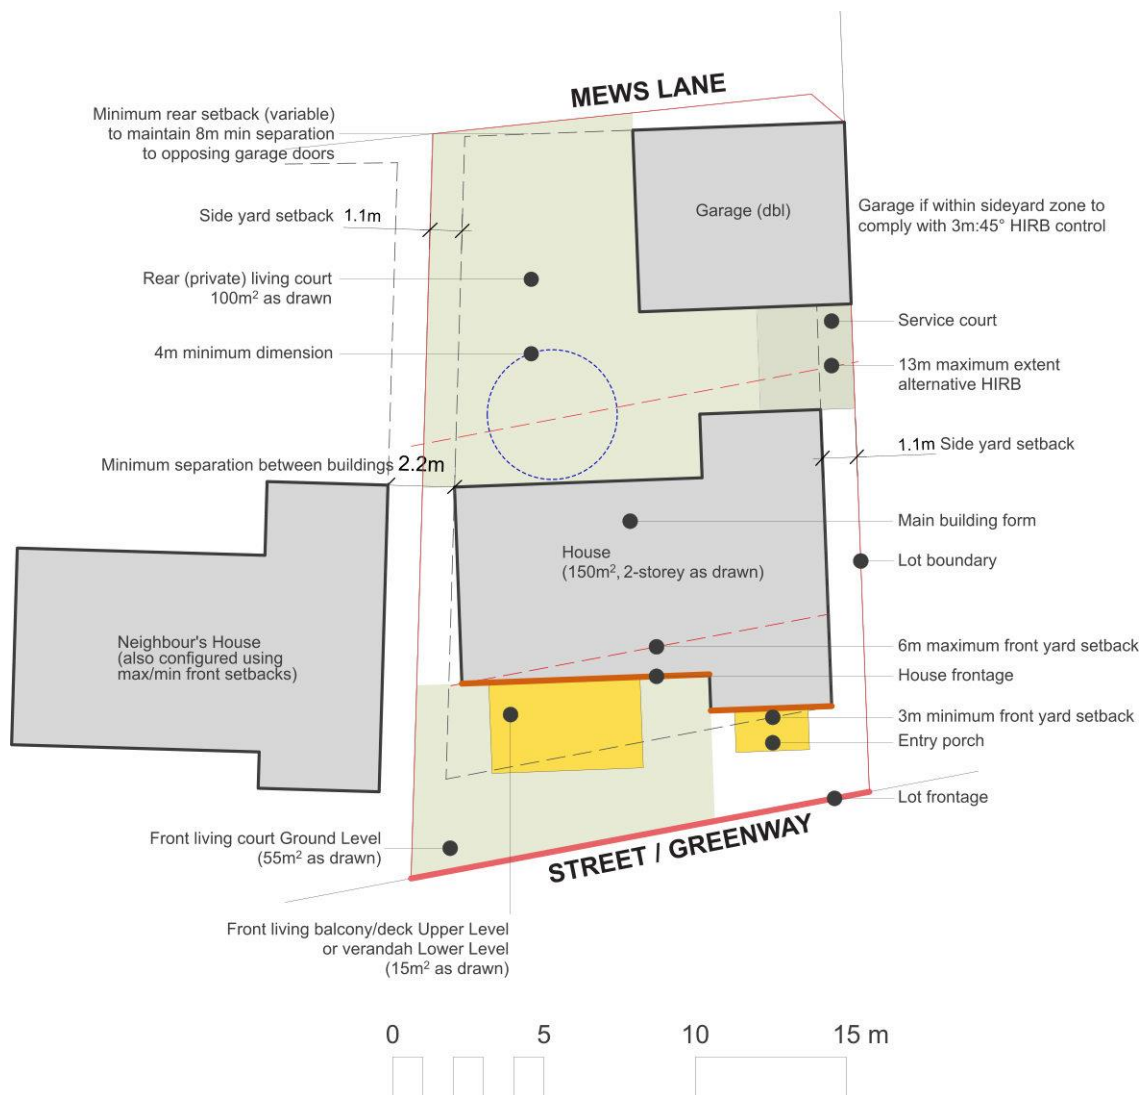 MEWS LANE
Minimum rear setback (variable)
to maintain 8m min separation
to opposing garage doors
Side yard setback 1.1m
Garage (dbl)
Garage if within sideyard zone to
comply with 3m:45° HIRB control
Rear (private) living court
100m² as drawn
Service court
4m minimum dimension
13m maximum extent
alternative HIRB
1.1m Side yard setback
Minimum separation between buildings 2.2m
Main building form
House
(150m², 2-storey as drawn)
Lot boundary
Neighbour's House
(also configured using
max/min front setbacks)
6m maximum front yard setback
House frontage
3m minimum front yard setback
Entry porch
Lot frontage
STREET / GREENWAY
Front living court Ground Level
(55m² as drawn)
Front living balcony/deck Upper Level
or verandah Lower Level
(15m² as drawn)
0 5 10 15 m